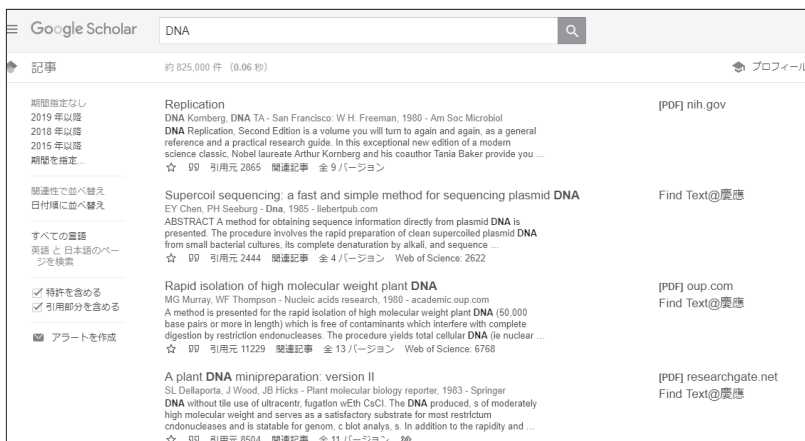 Google Scholar
DNA
記事
約 825,000 件 (0.06 秒)
プロフィール
期間指定なし
2019 年以降
2018 年以降
2015 年以降
期間を指定...
関連性で並べ替え
日付順に並べ替え
すべての言語
英語 と 日本語のペー
ジを検索
特許を含める
引用部分を含める
アラートを作成
Replication
DNA Kornberg, DNA TA - San Francisco: W H. Freeman, 1980 - Am Soc Microbiol
DNA Replication, Second Edition is a volume you will turn to again and again, as a general
reference and a practical research guide. In this exceptional new edition of a modern
science classic, Nobel laureate Arthur Kornberg and his coauthor Tania Baker provide you ...
引用元 2865 関連記事 全 9 バージョン
[PDF] nih.gov
Supercoil sequencing: a fast and simple method for sequencing plasmid DNA
EY Chen, PH Seeburg - Dna, 1985 - liebertpub.com
ABSTRACT A method for obtaining sequence information directly from plasmid DNA is
presented. The procedure involves the rapid preparation of clean supercoiled plasmid DNA
from small bacterial cultures, its complete denaturation by alkali, and sequence ...
引用元 2444 関連記事 全 4 バージョン Web of Science: 2622
Find Text@慶應
Rapid isolation of high molecular weight plant DNA
MG Murray, WF Thompson - Nucleic acids research, 1980 - academic.oup.com
A method is presented for the rapid isolation of high molecular weight plant DNA (50,000
base pairs or more in length) which is free of contaminants which interfere with complete
digestion by restriction endonucleases. The procedure yields total cellular DNA (ie nuclear ...
引用元 11229 関連記事 全 13 バージョン Web of Science: 6768
[PDF] oup.com
Find Text@慶應
A plant DNA minipreparation: version II
SL Dellaporta, J Wood, JB Hicks - Plant molecular biology reporter, 1983 - Springer
DNA without tile use of ultracentr, fugatlon wEth CsCl. The DNA produced, s of moderately
high molecular weight and serves as a satisfactory substrate for most restrIctum
cndonucleases and is statable for genom, c blot analys, s. In addition to the rapidity and ...
引用元 8504 関連記事 全 11 バージョン
[PDF] researchgate.net
Find Text@慶應